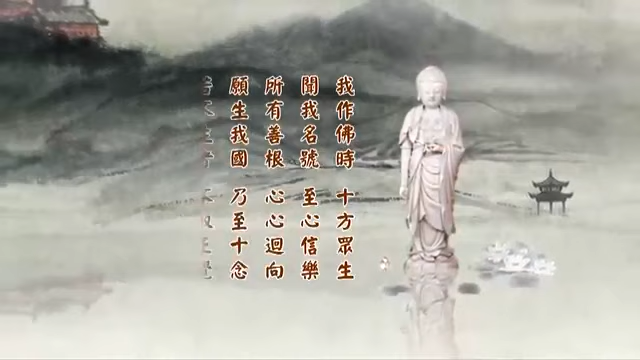 我作佛時 十方眾生
聞我名號 至心信樂
所有善根 心心迴向
願生我國 乃至十念